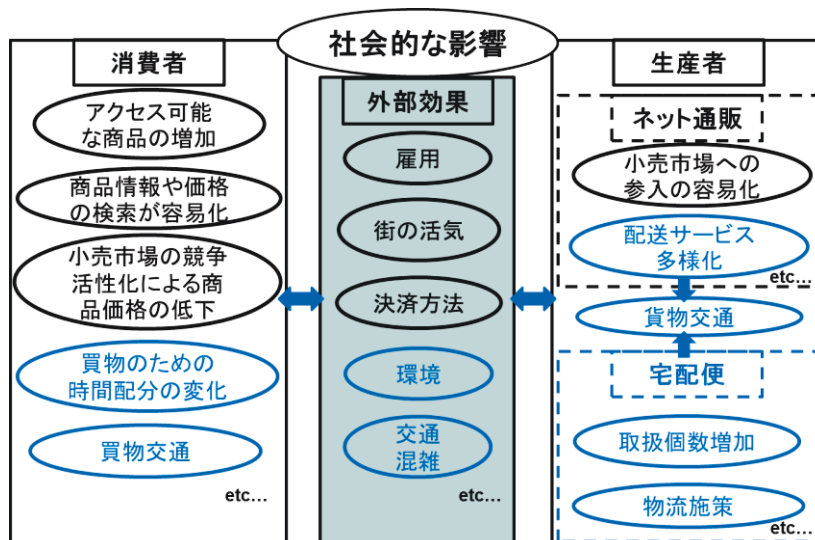 社会的な影響
消費者
アクセス可能
な商品の増加
商品情報や価格
の検索が容易化
小売市場の競争
活性化による商
品価格の低下
買物のための
時間配分の変化
買物交通
etc…
外部効果
雇用
街の活気
決済方法
環境
交通
混雑
etc…
生産者
ネット通販
小売市場への
参入の容易化
配送サービス
多様化
etc…
貨物交通
宅配便
取扱個数増加
物流施策
etc…